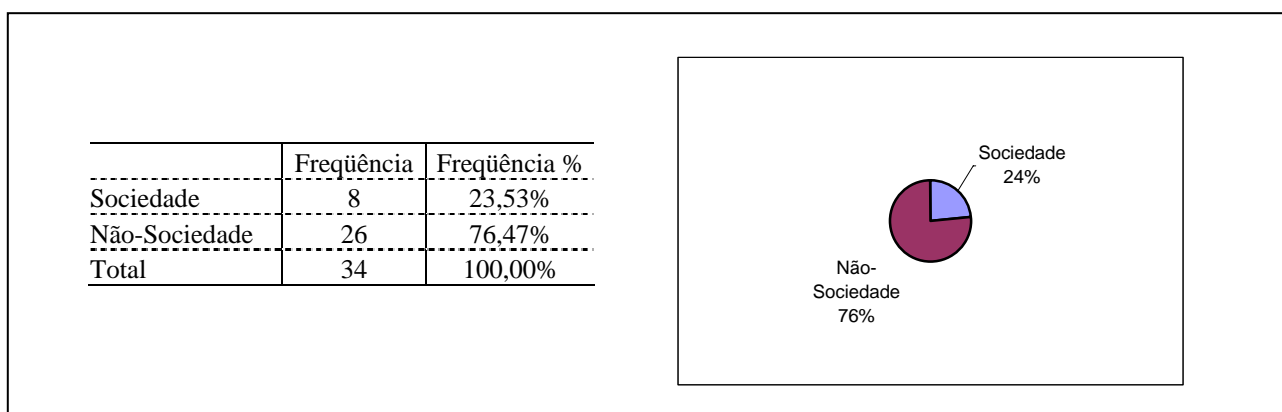 Freqüência Freqüência %
Sociedade 8 23,53%
Não-Sociedade 26 76,47%
Total 34 100,00%
Sociedade
24%
Não-
Sociedade
76%